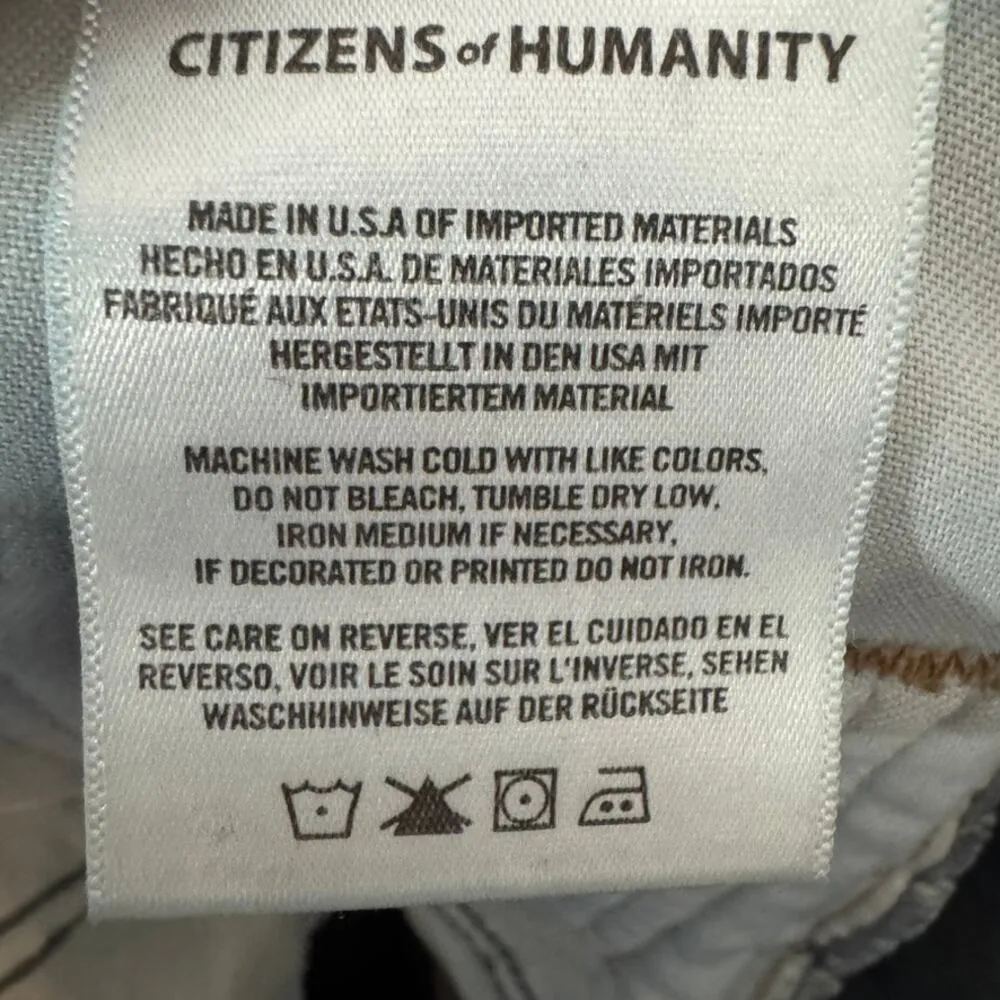 CITIZENS of HUMANITY
MADE IN U.S.A OF IMPORTED MATERIALS
HECHO EN U.S.A. DE MATERIALES IMPORTADOS
FABRIQUÉ AUX ETATS-UNIS DU MATÉRIELS IMPORTÉ
HERGESTELLT IN DEN USA MIT
IMPORTIERTEM MATERIAL
MACHINE WASH COLD WITH LIKE COLORS,
DO NOT BLEACH, TUMBLE DRY LOW,
IRON MEDIUM IF NECESSARY,
IF DECORATED OR PRINTED DO NOT IRON.
SEE CARE ON REVERSE, VER EL CUIDADO EN EL
REVERSO, VOIR LE SOIN SUR L'INVERSE, SEHEN
WASCHHINWEISE AUF DER RÜCKSEITE